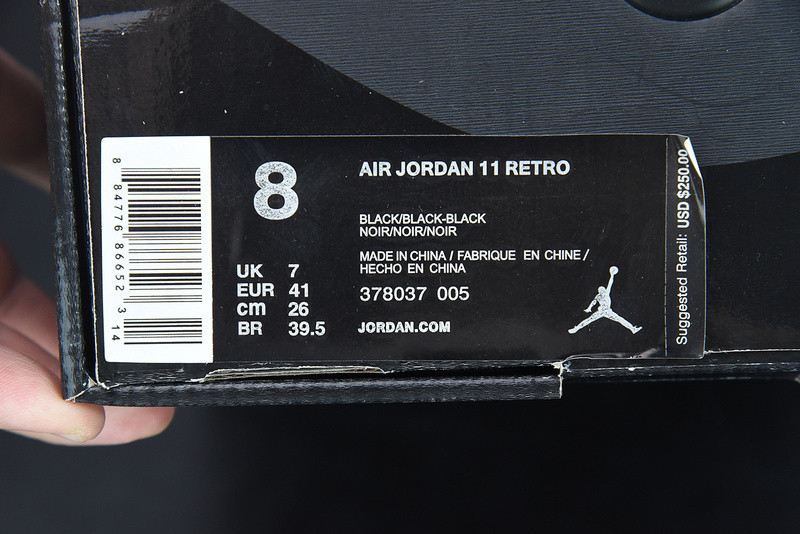 8 84776 86652 3 14
8
AIR JORDAN 11 RETRO
BLACK/BLACK-BLACK
NOIR/NOIR/NOIR
MADE IN CHINA / FABRIQUE EN CHINE /
HECHO EN CHINA
378037 005
JORDAN.COM
UK 7
EUR 41
cm 26
BR 39.5
Suggested Retail: USD $250.00